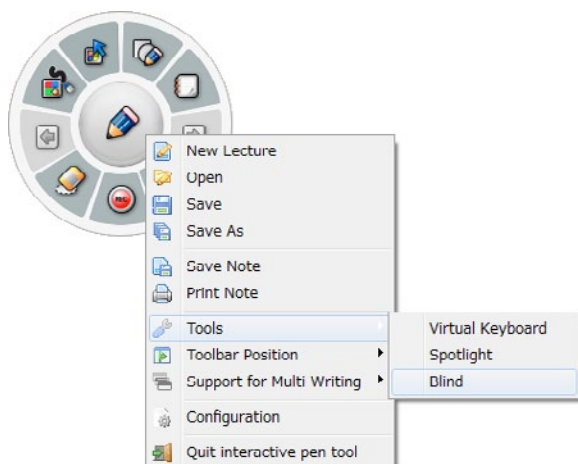 New Lecture
Open
Save
Save As
Save Note
Print Note
Tools
Toolbar Position
Support for Multi Writing
Configuration
Quit interactive pen tool
Virtual Keyboard
Spotlight
Blind
REC